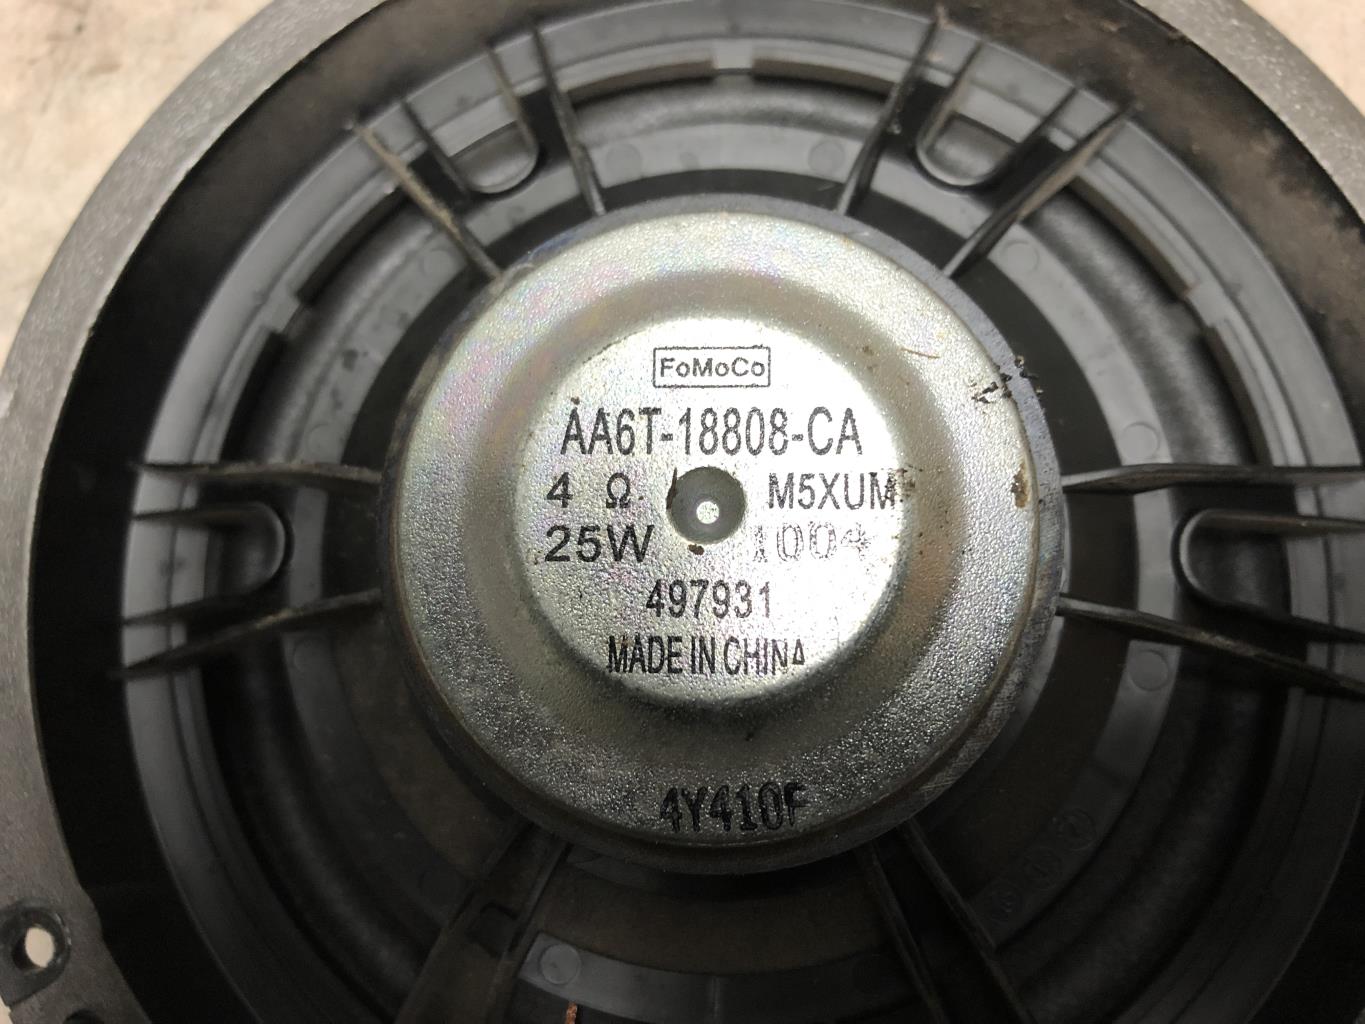 FoMoCo
AA6T-18808-CA
4 Ω M5XUM
25W 1004
497931
MADE IN CHINA
4Y410F